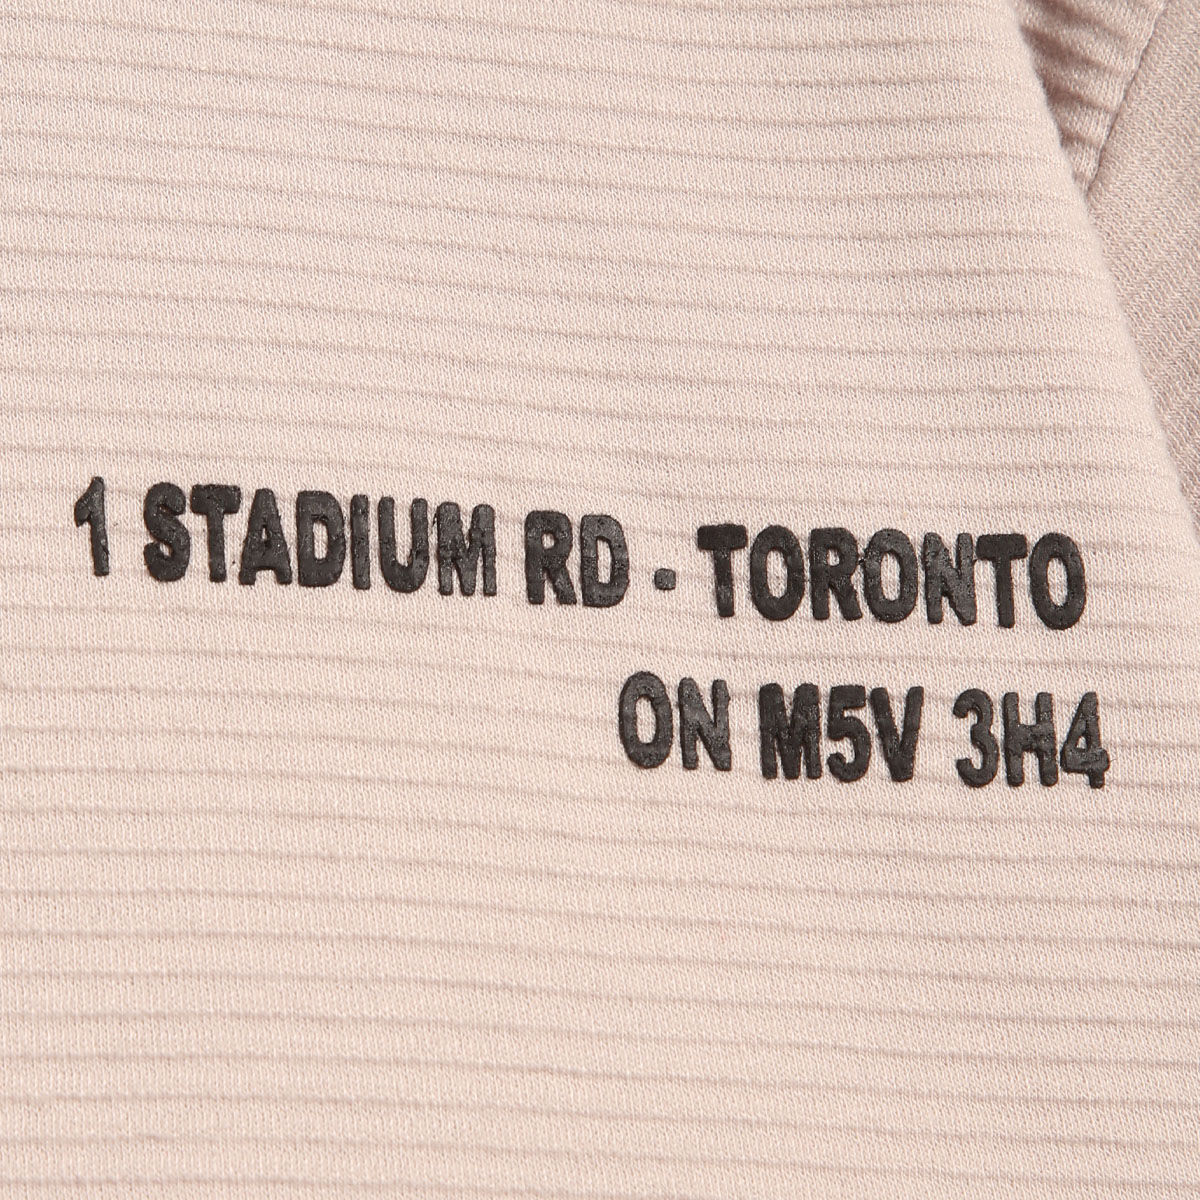 1 STADIUM RD - TORONTO
ON M5V 3H4